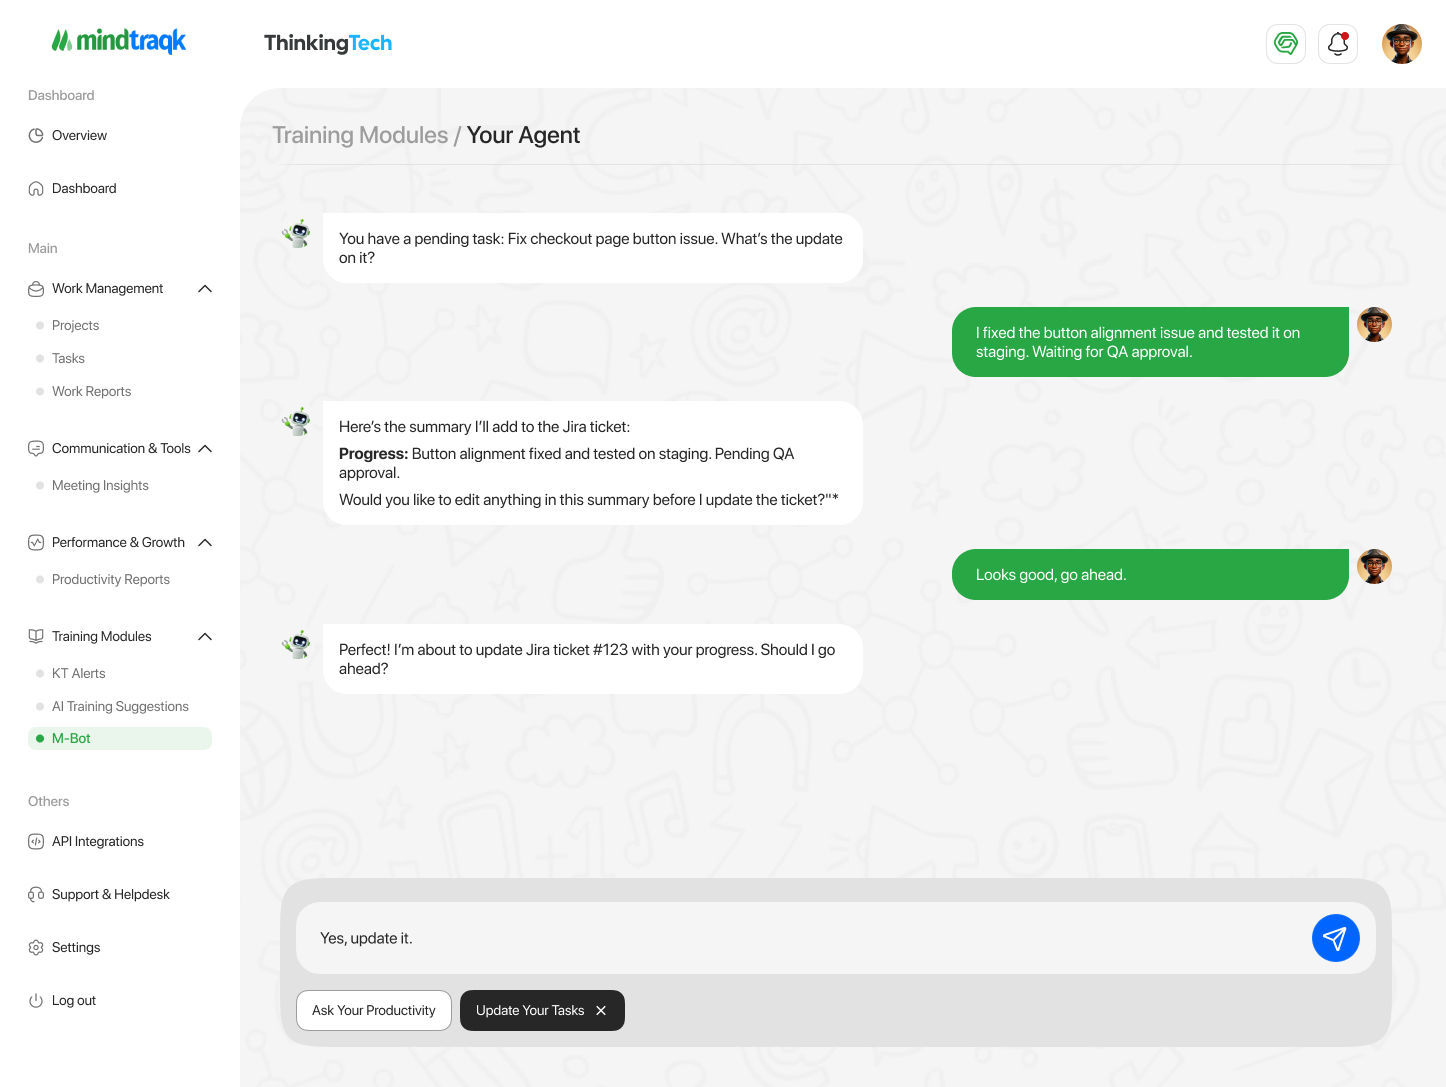 mindtraqk
ThinkingTech
Dashboard
Overview
Dashboard
Main
Work Management
Projects
Tasks
Work Reports
Communication & Tools
Meeting Insights
Performance & Growth
Productivity Reports
Training Modules
KT Alerts
AI Training Suggestions
M-Bot
Others
API Integrations
Support & Helpdesk
Settings
Log out
Training Modules / Your Agent
You have a pending task: Fix checkout page button issue. What’s the update
on it?
I fixed the button alignment issue and tested it on
staging. Waiting for QA approval.
Here’s the summary I’ll add to the Jira ticket:
Progress: Button alignment fixed and tested on staging. Pending QA
approval.
Would you like to edit anything in this summary before I update the ticket?"*
Looks good, go ahead.
Perfect! I’m about to update Jira ticket #123 with your progress. Should I go
ahead?
Yes, update it.
Ask Your Productivity
Update Your Tasks